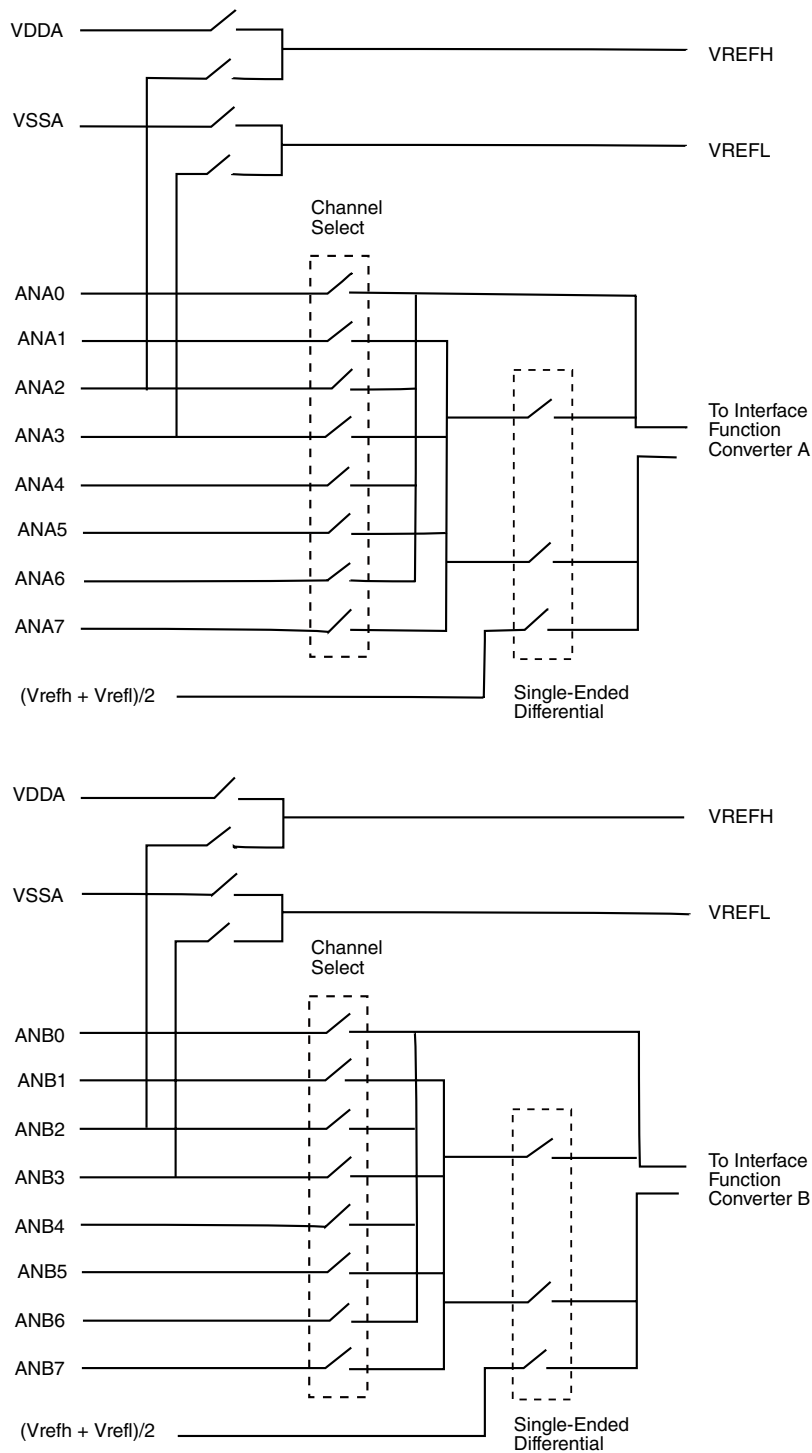 VDDA
VREFH
VSSA
VREFL
Channel
Select
ANA0
ANA1
ANA2
ANA3
ANA4
ANA5
ANA6
ANA7
To Interface
Function
Converter A
(Vrefh + Vrefl)/2
Single-Ended
Differential
VDDA
VREFH
VSSA
VREFL
Channel
Select
ANB0
ANB1
ANB2
ANB3
ANB4
ANB5
ANB6
ANB7
To Interface
Function
Converter B
(Vrefh + Vrefl)/2
Single-Ended
Differential